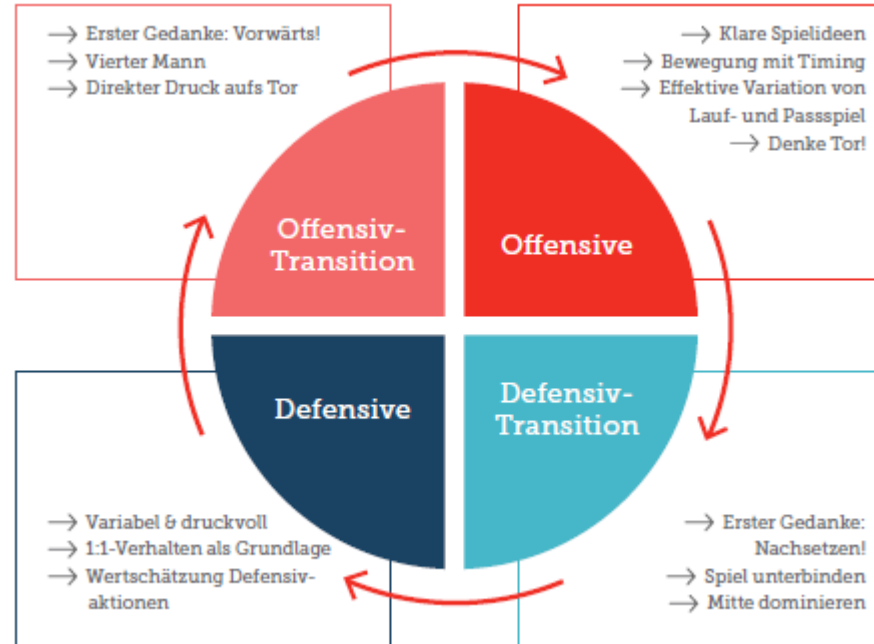 → Erster Gedanke: Vorwärts!
→ Vierter Mann
→ Direkter Druck aufs Tor
→ Klare Spielideen
→ Bewegung mit Timing
→ Effektive Variation von
Lauf- und Passspiel
→ Denke Tor!
Offensiv-
Transition
Offensive
Defensive
Defensiv-
Transition
→ Variabel & druckvoll
→ 1:1-Verhalten als Grundlage
→ Wertschätzung Defensiv-
aktionen
→ Erster Gedanke:
Nachsetzen!
→ Spiel unterbinden
→ Mitte dominieren